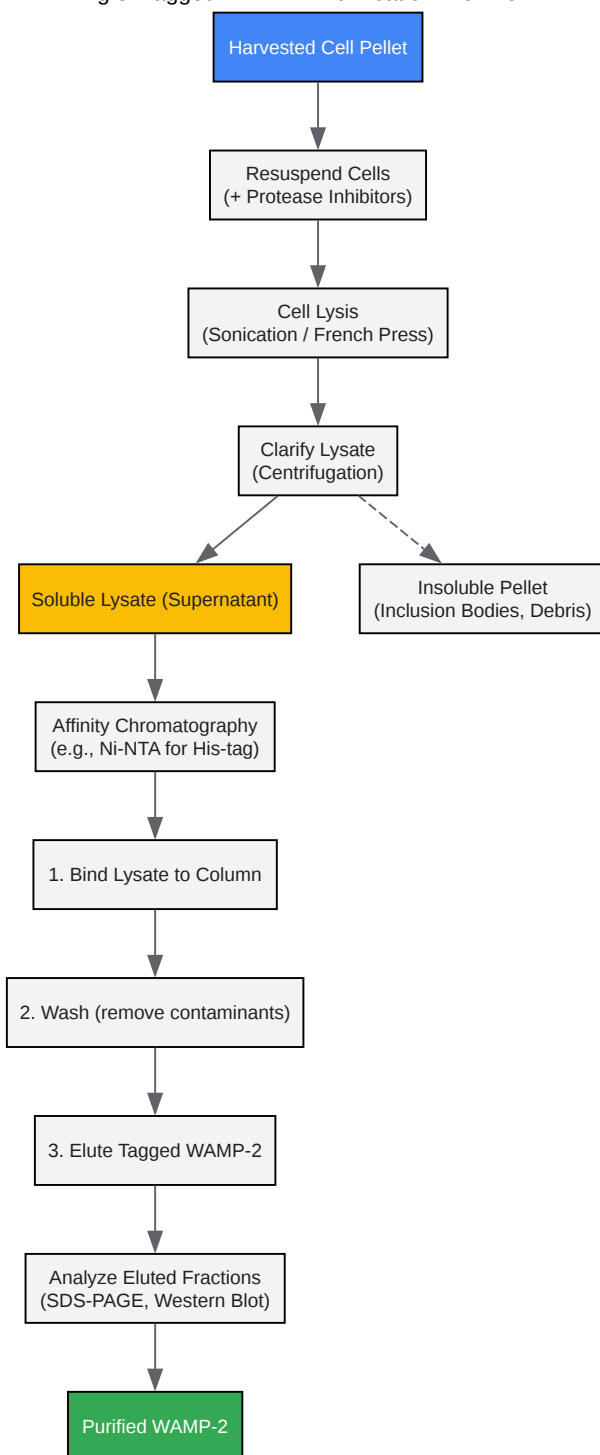 Harvested Cell Pellet
Resuspend Cells
(+ Protease Inhibitors)
Cell Lysis
(Sonication / French Press)
Clarify Lysate
(Centrifugation)
Soluble Lysate (Supernatant)
Insoluble Pellet
(Inclusion Bodies, Debris)
Affinity Chromatography
(e.g., Ni-NTA for His-tag)
1. Bind Lysate to Column
2. Wash (remove contaminants)
3. Elute Tagged WAMP-2
Analyze Eluted Fractions
(SDS-PAGE, Western Blot)
Purified WAMP-2